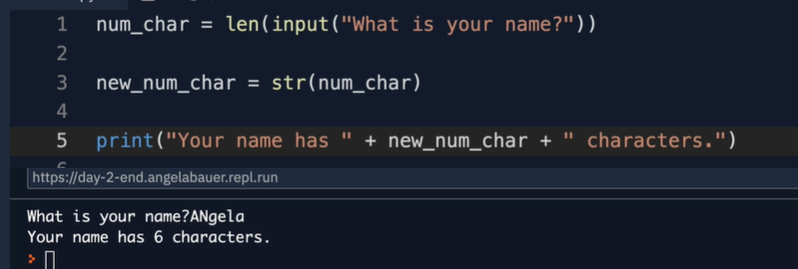 1 num_char = len(input("What is your name?"))
2
3 new_num_char = str(num_char)
4
5 print("Your name has " + new_num_char + " characters.")
https://day-2-end.angelabauer.repl.run
What is your name?ANgela
Your name has 6 characters.